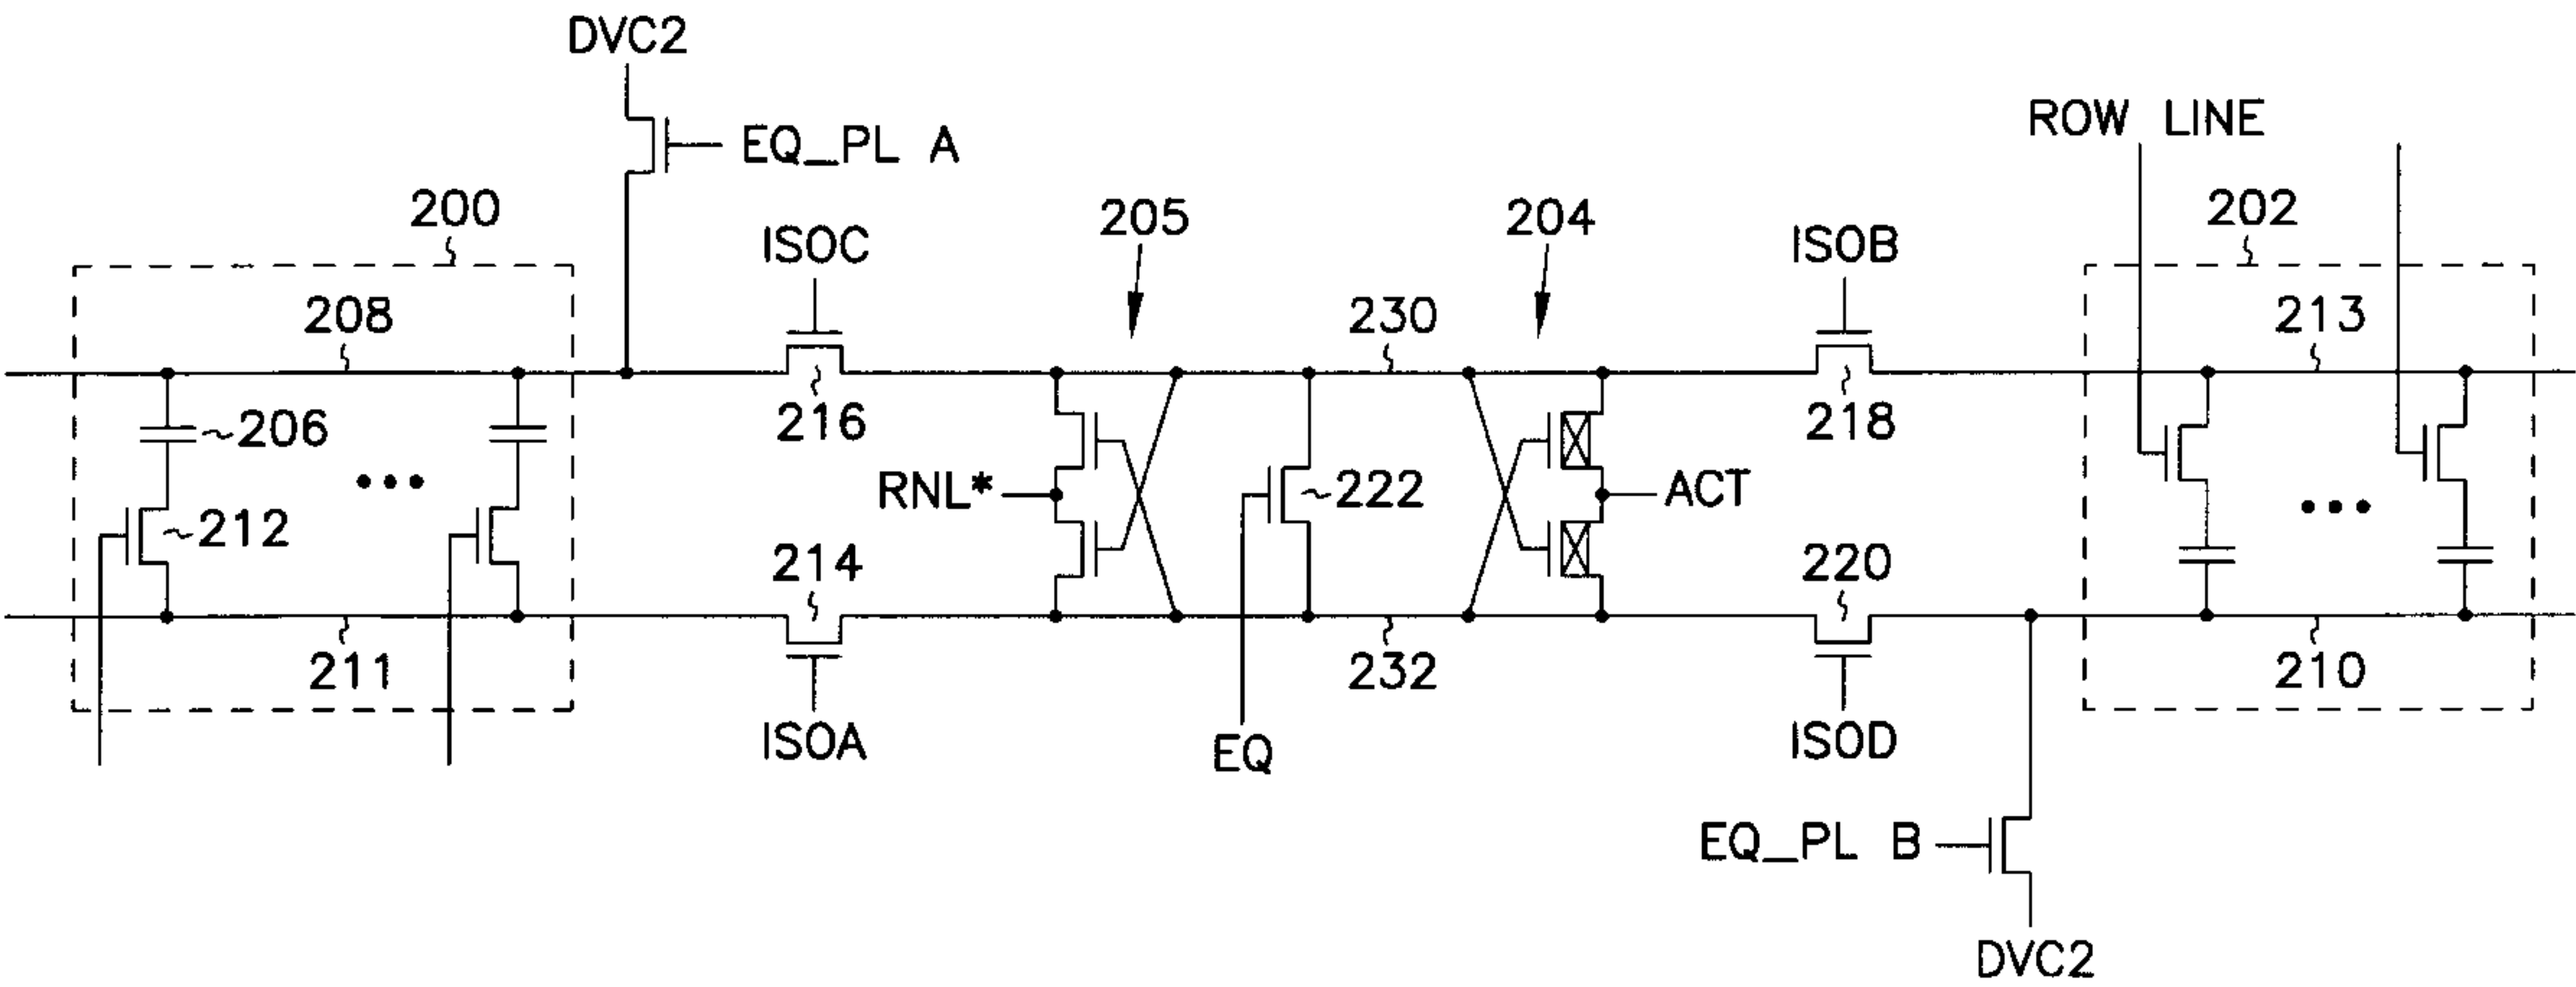 DVC2
EQ_PL A
ROW LINE
200
205
204
202
ISOC
ISOB
208
230
213
206
216
218
RNL*
222
ACT
212
214
220
211
232
210
ISOA
EQ
ISOD
EQ_PL B
DVC2